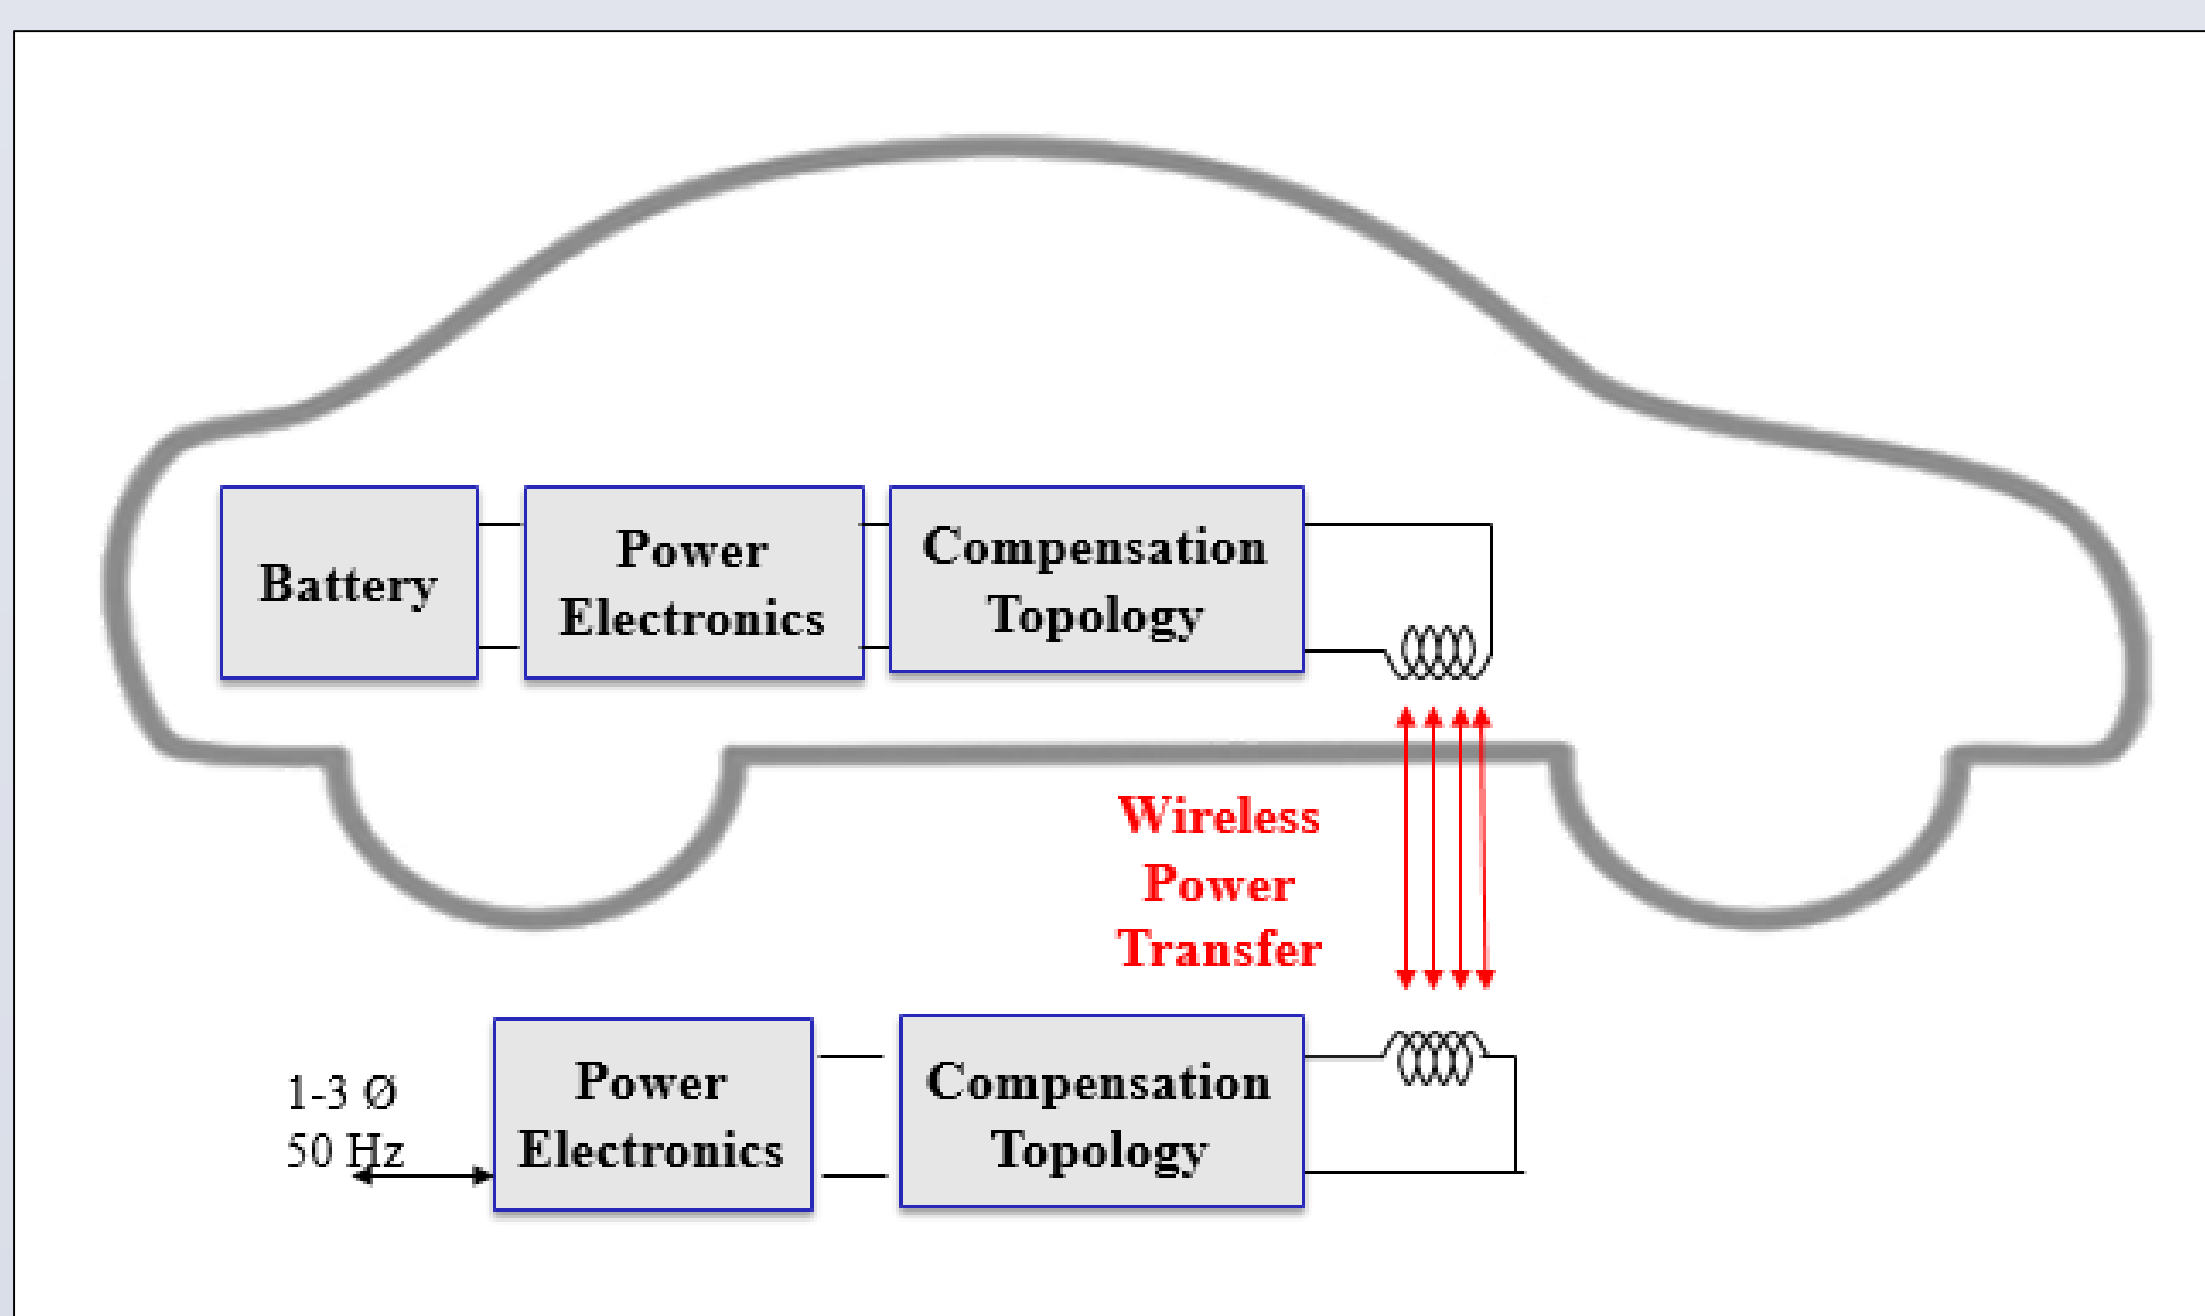 Battery
Power
Electronics
Compensation
Topology
Wireless
Power
Transfer
1-3 Ø
50 Hz
Power
Electronics
Compensation
Topology